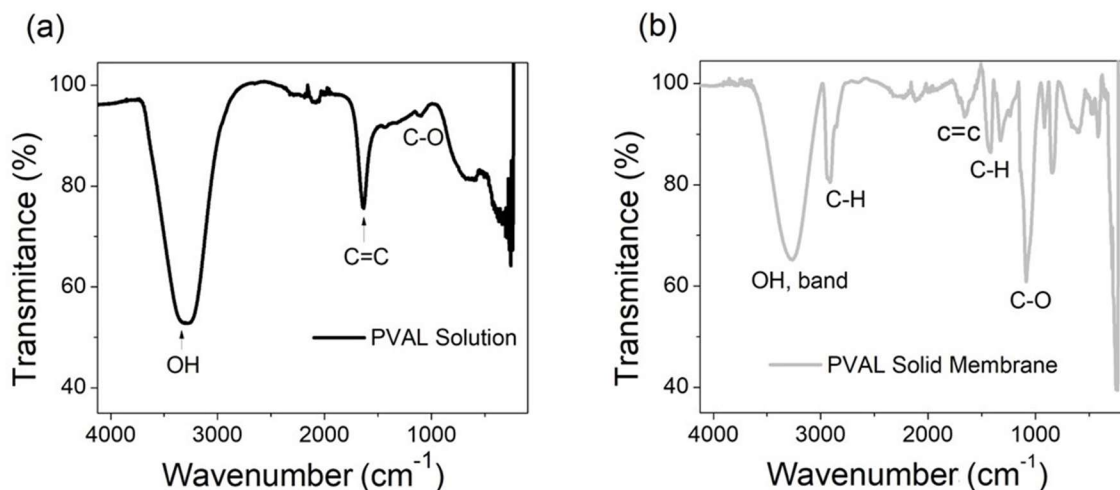 (a)
100
80
60
40
Transmitance (%)
C-O
C=C
OH
PVAL Solution
4000 3000 2000 1000
Wavenumber (cm⁻¹)
(b)
100
80
60
40
Transmitance (%)
c=c
C-H
C-H
OH, band
C-O
PVAL Solid Membrane
4000 3000 2000 1000
Wavenumber (cm⁻¹)